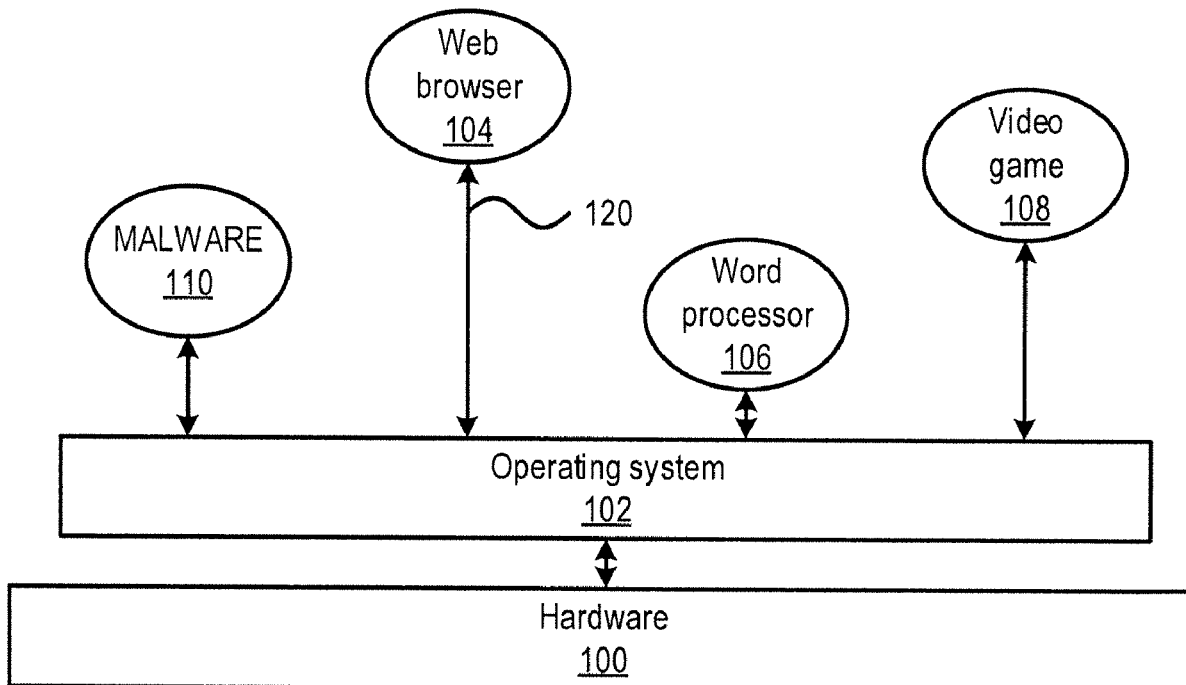 Web
browser
104
Video
game
108
120
MALWARE
110
Word
processor
106
Operating system
102
Hardware
100